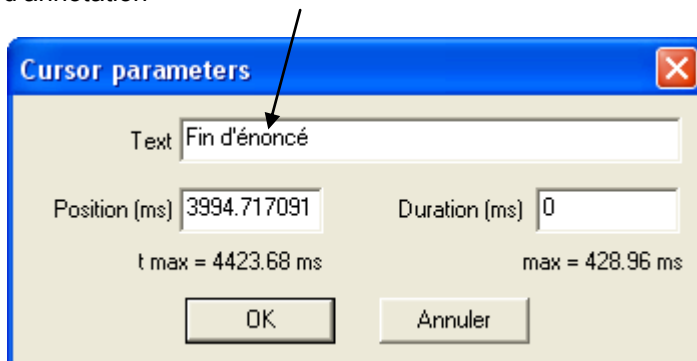 d'annotation
Cursor parameters
Text Fin d'énoncé
Position (ms) 3994.717091 Duration (ms) 0
t max = 4423.68 ms max = 428.96 ms
OK Annuler